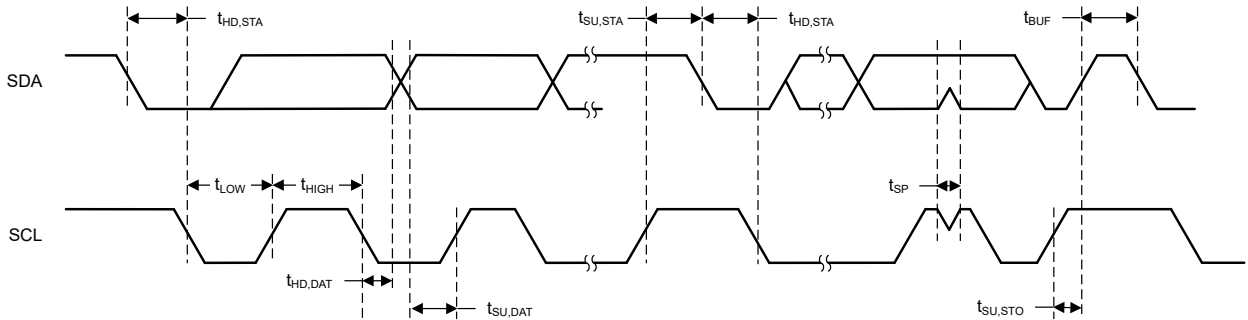 tHD,STA
tSU,STA
tHD,STA
tBUF
SDA
tLOW
tHIGH
tSP
SCL
tHD,DAT
tSU,DAT
tSU,STO